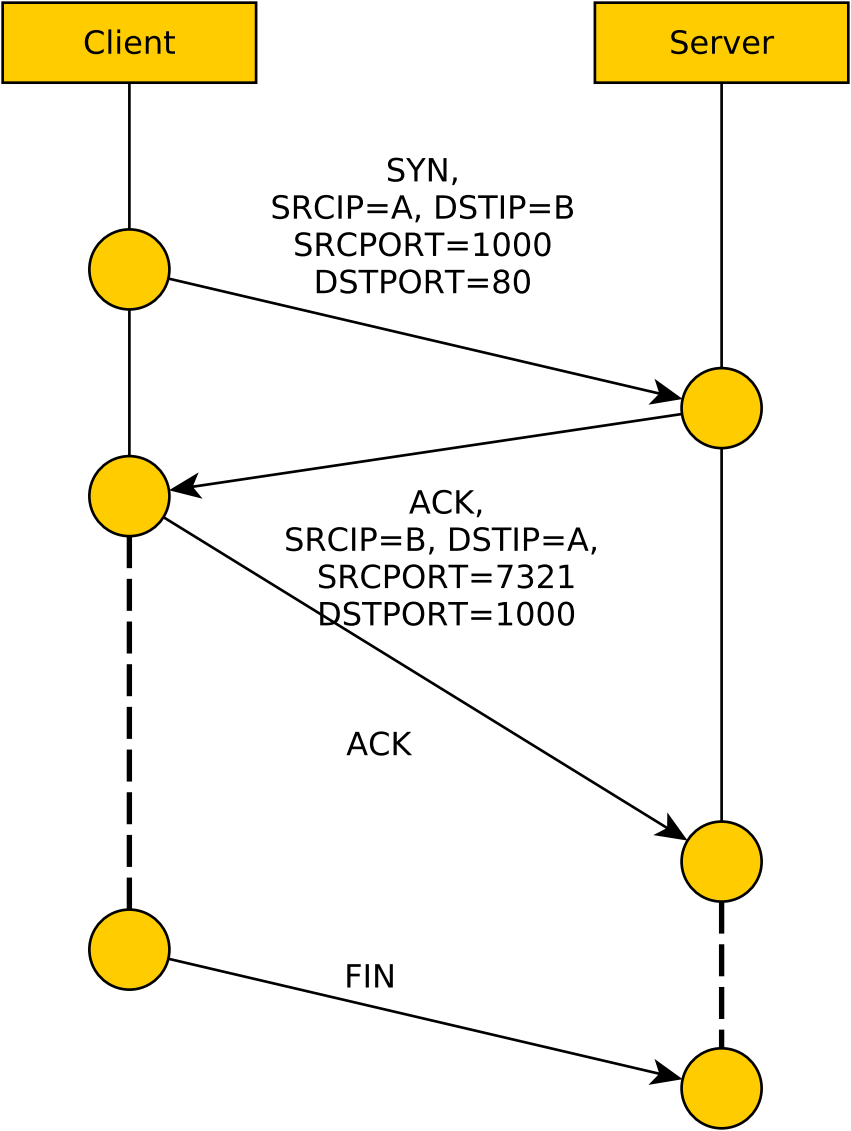 Client
Server
SYN,
SRCIP=A, DSTIP=B
SRCPORT=1000
DSTPORT=80
ACK,
SRCIP=B, DSTIP=A,
SRCPORT=7321
DSTPORT=1000
ACK
FIN